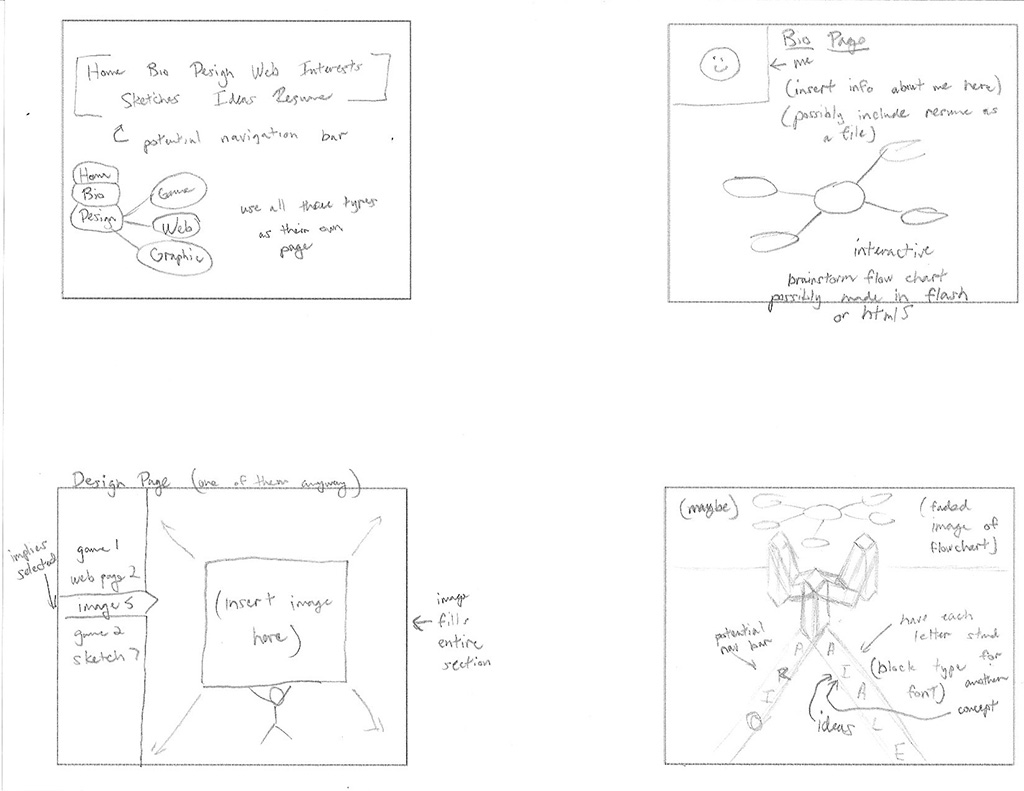 Home Bio Design Web Interests
Sketches Ideas Resume
potential navigation bar
Home
Bio
Design
Game
Web
Graphic
use all three types
as their own
page
Bio Page
me
(insert info about me here)
(possibly include resume as
a file)
interactive
brainstorm flow chart
possibly made in flash
or html5
Design Page (one of them anyway)
implies
selected
game 1
web page 2
image 5
game 2
sketch 7
(insert image
here)
image
fills
entire
section
(maybe)
(faded
image of
flowchart)
potential
nav bar
have each
letter stand
(block type for
font)
another
concept
ideas